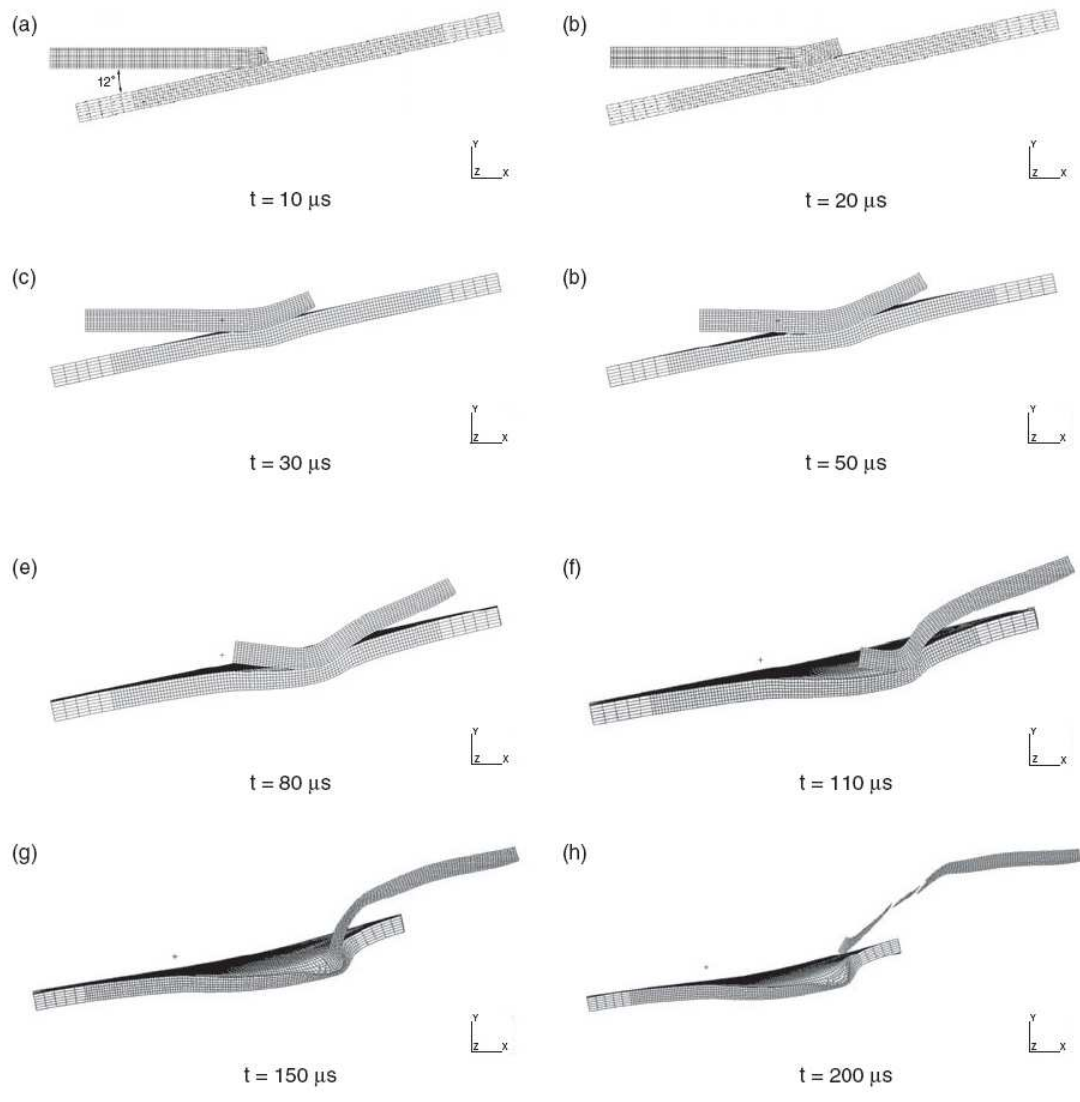 (a)
12°
Y
Z X
t = 10 μs
(b)
Y
Z X
t = 20 μs
(c)
Y
Z X
t = 30 μs
(b)
Y
Z X
t = 50 μs
(e)
Y
Z X
t = 80 μs
(f)
Y
Z X
t = 110 μs
(g)
Y
Z X
t = 150 μs
(h)
Y
Z X
t = 200 μs